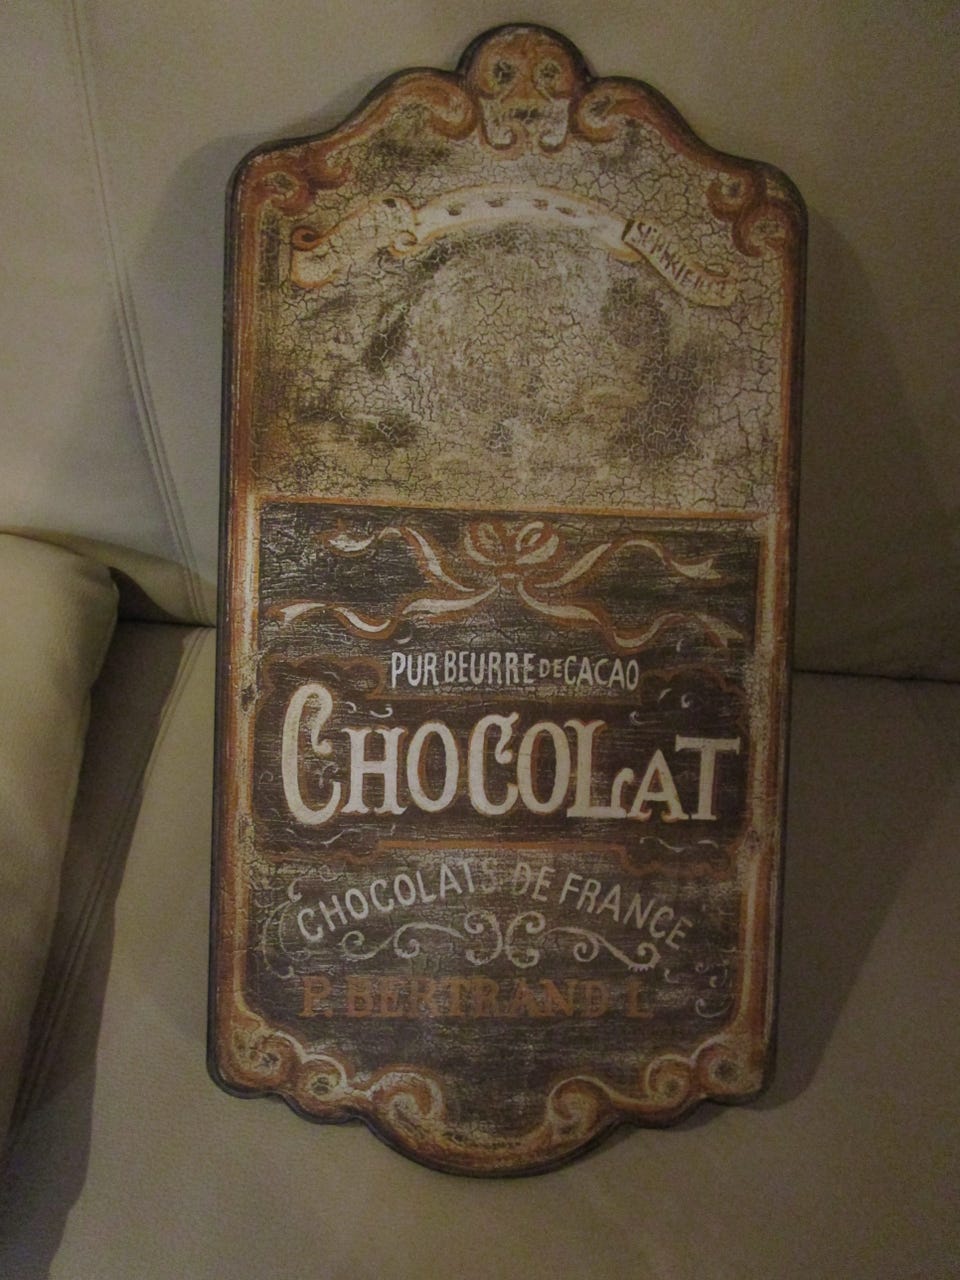 PUR BEURRE DE CACAO
CHOCOLAT
CHOCOLATS DE FRANCE
P. BERTRAND L